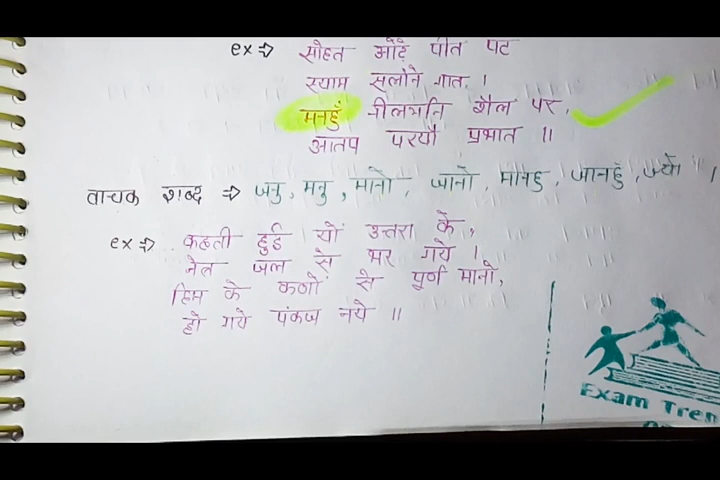 ex ⇒ सोहत ओढ़े पीत पट
स्याम सलोने गात ।
मनहुँ नीलमनि शैल पर,
आतप परयौ प्रभात ॥
वाचक शब्द ⇒ जनु, मनु, मानो, जानो, मानहु, जानहुँ, ज्यों ।
ex ⇒ कहती हुई यों उत्तरा के,
नेत्र जल से भर गये ।
हिम के कणों से पूर्ण मानो,
हो गये पंकज नये ॥
Exam Tren